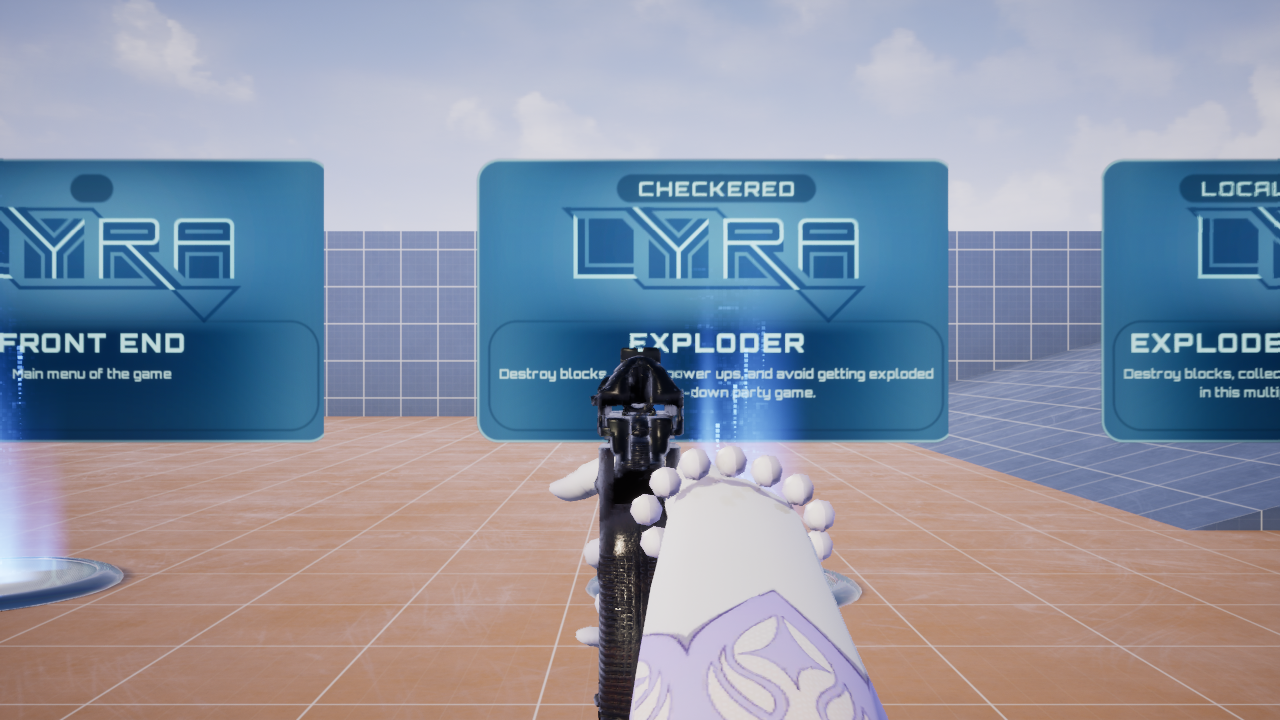 LYRA
FRONT END
Main menu of the game
CHECKERED
LYRA
EXPLODER
Destroy blocks, power ups, and avoid getting exploded
-down party game.
LOCAL
LY
EXPLODE
Destroy blocks, collec
in this multi